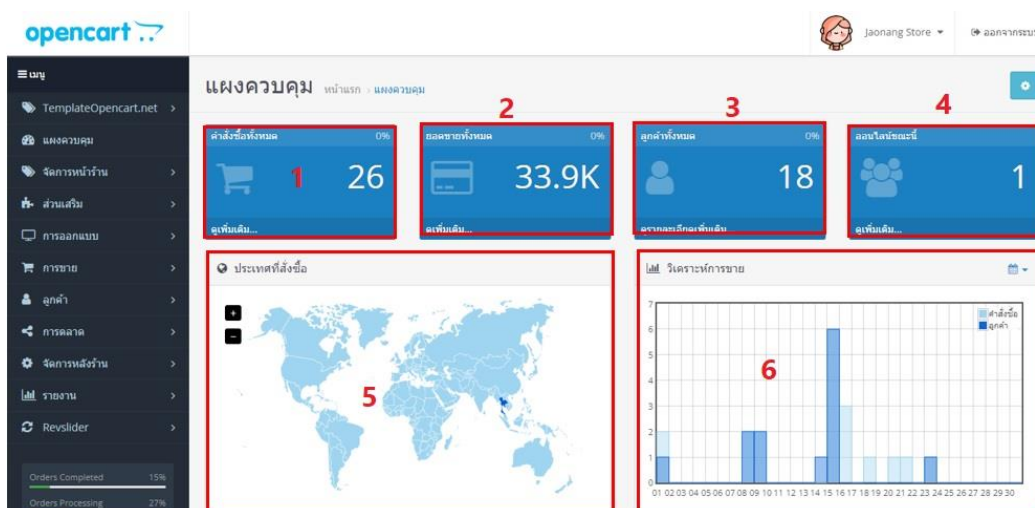 opencart
Jaonang Store
ออกจากระบบ
เมนู
TemplateOpencart.net
แผงควบคุม
จัดการหน้าร้าน
ส่วนเสริม
การออกแบบ
การขาย
ลูกค้า
การตลาด
จัดการหลังร้าน
รายงาน
Revslider
Orders Completed 15%
Orders Processing 27%
แผงควบคุม
หน้าแรก › แผงควบคุม
2
3
4
คำสั่งซื้อทั้งหมด 0%
1
26
ดูเพิ่มเติม...
ยอดขายทั้งหมด 0%
33.9K
ดูเพิ่มเติม...
ลูกค้าทั้งหมด 0%
18
ดูรายละเอียดเพิ่มเติม...
ออนไลน์ขณะนี้
1
ดูเพิ่มเติม...
ประเทศที่สั่งซื้อ
+
−
5
วิเคราะห์การขาย
คำสั่งซื้อ
ลูกค้า
6
7
6
5
4
3
2
1
0
01 02 03 04 05 06 07 08 09 10 11 12 13 14 15 16 17 18 19 20 21 22 23 24 25 26 27 28 29 30